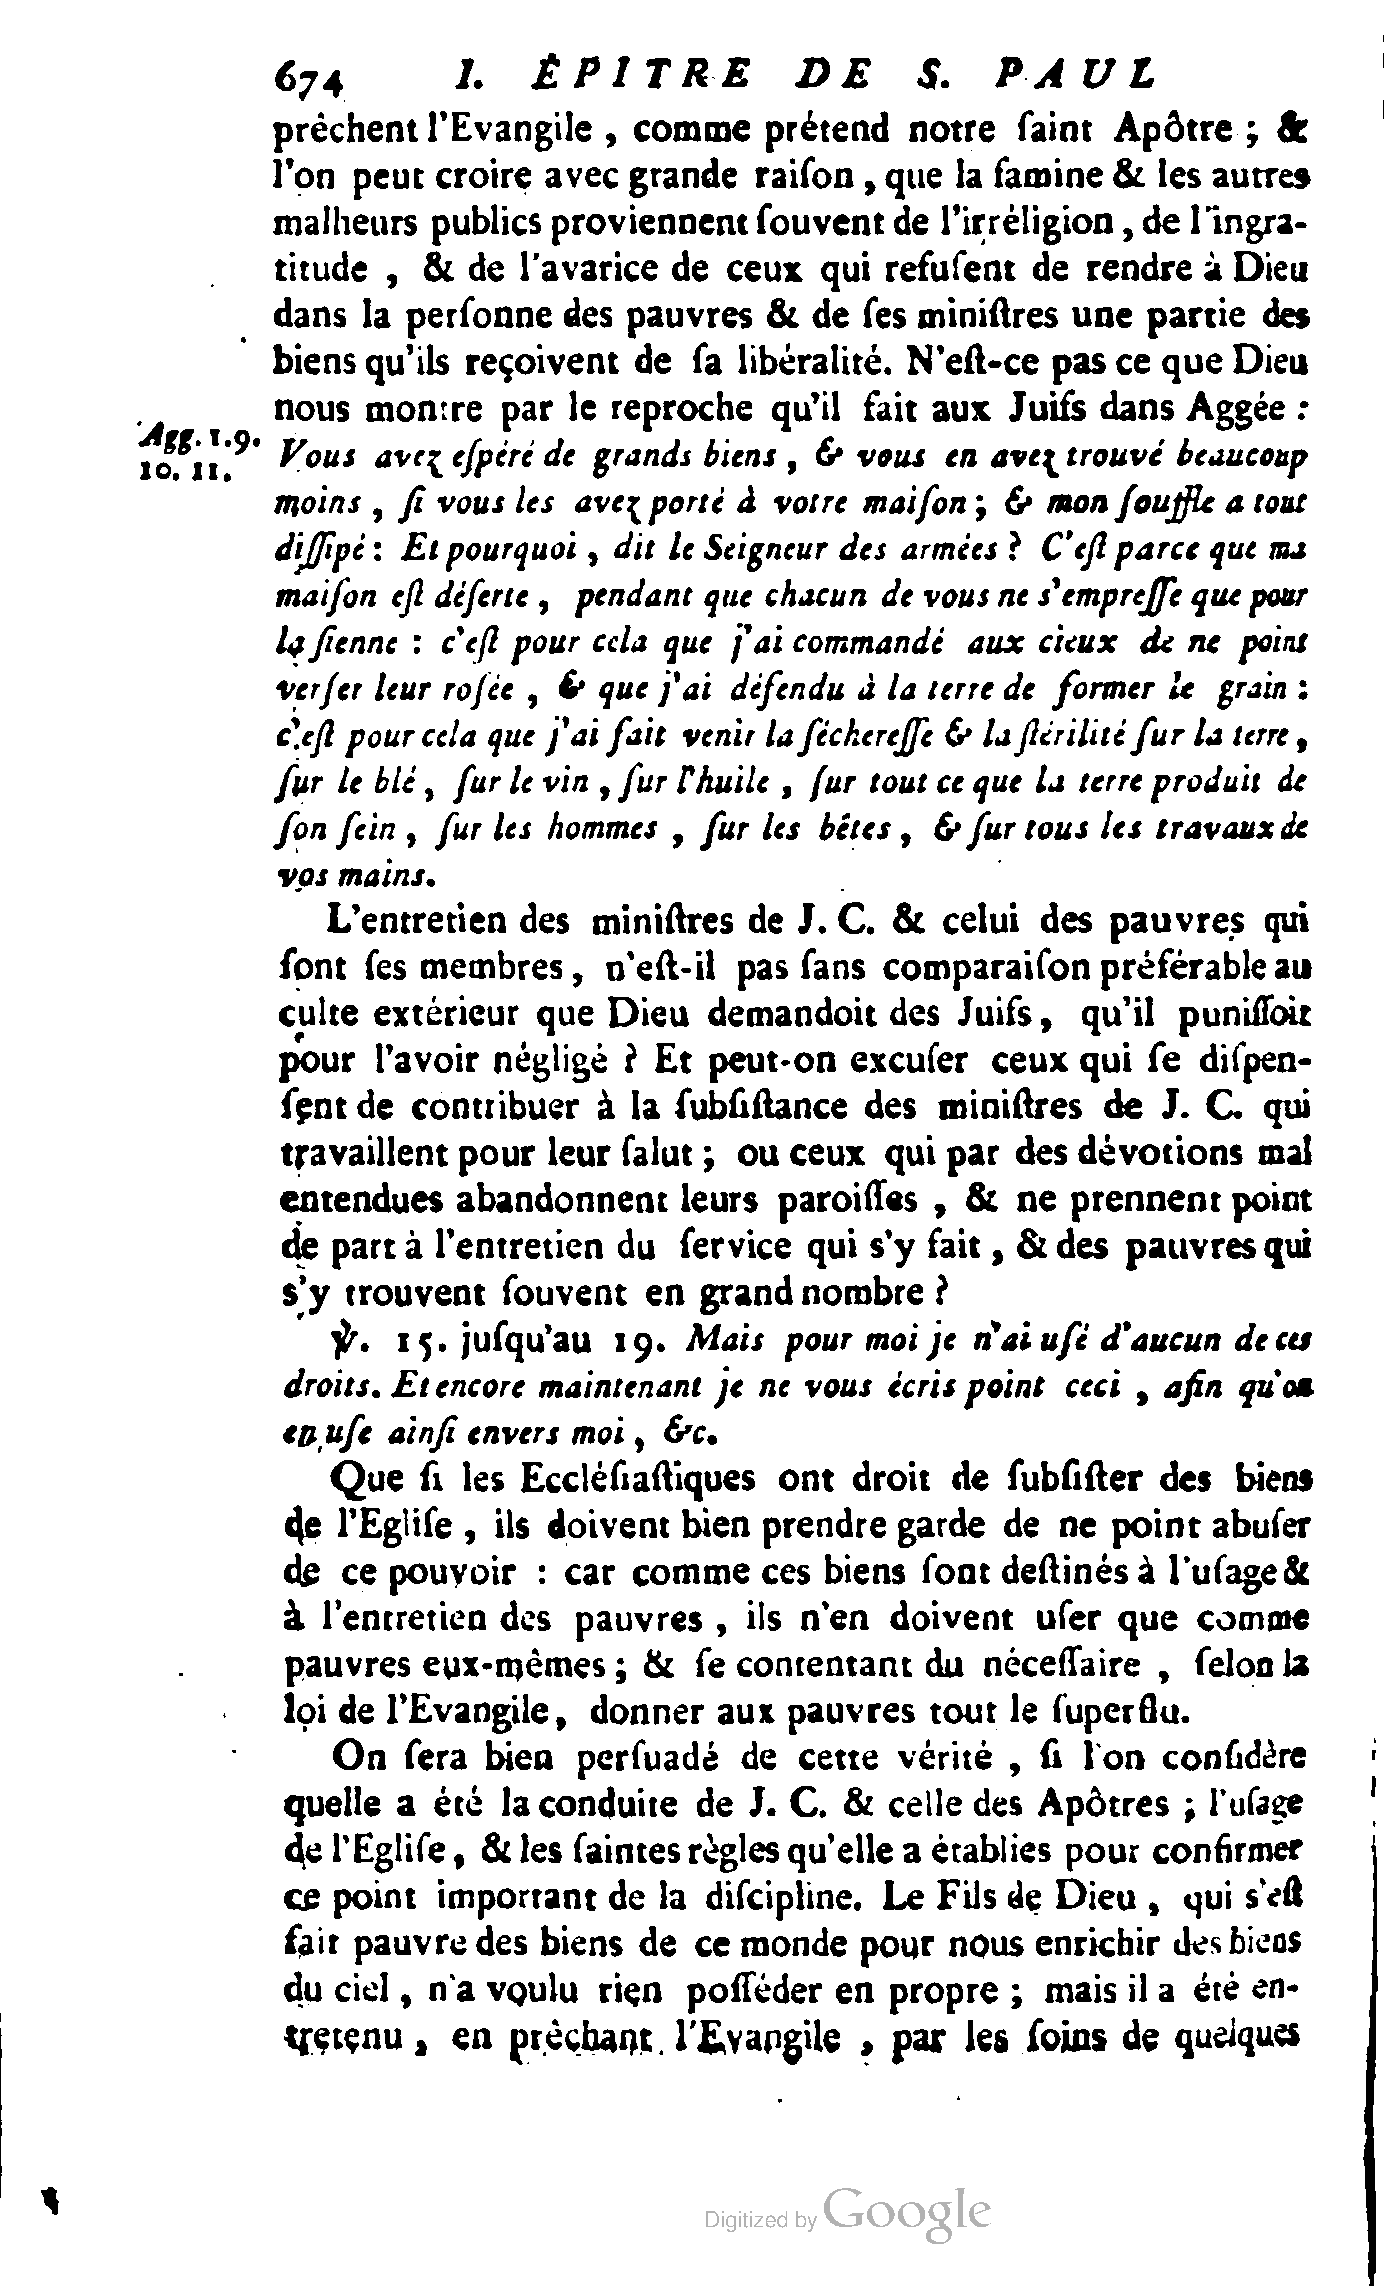 674 I. ÉPITRE DE S. PAUL
prêchent l'Evangile , comme prétend notre ſaint Apôtre ; &
l'on peut croire avec grande raiſon , que la famine & les autres
malheurs publics proviennent ſouvent de l'irréligion , de l'ingra-
titude , & de l'avarice de ceux qui refuſent de rendre à Dieu
dans la perſonne des pauvres & de ſes miniſtres une partie des
biens qu'ils reçoivent de ſa libéralité. N'eſt-ce pas ce que Dieu
nous montre par le reproche qu'il fait aux Juifs dans Aggée :
Agg. 1.9.
10. 11.
Vous avez eſpéré de grands biens , & vous en avez trouvé beaucoup
moins , ſi vous les avez porté à votre maiſon ; & mon ſouffle a tout
diſſipé : Et pourquoi , dit le Seigneur des armées ? C'eſt parce que ma
maiſon eſt déſerte , pendant que chacun de vous ne s'empreſſe que pour
la ſienne : c'eſt pour cela que j'ai commandé aux cieux de ne point
verſer leur roſée , & que j'ai défendu à la terre de former le grain :
c'eſt pour cela que j'ai fait venir la ſéchereſſe & la ſtérilité ſur la terre ,
ſur le blé , ſur le vin , ſur l'huile , ſur tout ce que la terre produit de
ſon ſein , ſur les hommes , ſur les bêtes , & ſur tous les travaux de
vos mains.
L'entretien des miniſtres de J. C. & celui des pauvres qui
ſont ſes membres , n'eſt-il pas ſans comparaiſon préférable au
culte extérieur que Dieu demandoit des Juifs , qu'il puniſſoit
pour l'avoir négligé ? Et peut-on excuſer ceux qui ſe diſpen-
ſent de contribuer à la ſubſiſtance des miniſtres de J. C. qui
travaillent pour leur ſalut ; ou ceux qui par des dévotions mal
entendues abandonnent leurs paroiſſes , & ne prennent point
de part à l'entretien du ſervice qui s'y fait , & des pauvres qui
s'y trouvent ſouvent en grand nombre ?
℣. 15. juſqu'au 19. Mais pour moi je n'ai uſé d'aucun de ces
droits. Et encore maintenant je ne vous écris point ceci , afin qu'on
en uſe ainſi envers moi , &c.
Que ſi les Eccléſiaſtiques ont droit de ſubſiſter des biens
de l'Egliſe , ils doivent bien prendre garde de ne point abuſer
de ce pouvoir : car comme ces biens ſont deſtinés à l'uſage &
à l'entretien des pauvres , ils n'en doivent uſer que comme
pauvres eux-mêmes ; & ſe contentant du néceſſaire , ſelon la
loi de l'Evangile , donner aux pauvres tout le ſuperflu.
On ſera bien perſuadé de cette vérité , ſi l'on conſidère
quelle a été la conduite de J. C. & celle des Apôtres ; l'uſage
de l'Egliſe , & les ſaintes règles qu'elle a établies pour confirmer
ce point important de la diſcipline. Le Fils de Dieu , qui s'eſt
fait pauvre des biens de ce monde pour nous enrichir des biens
du ciel , n'a voulu rien poſſéder en propre ; mais il a été en-
tretenu , en prêchant l'Evangile , par les ſoins de quelques
Digitized by Google